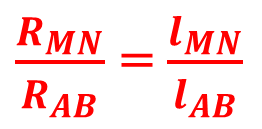 R_MN / R_AB = l_MN / l_AB